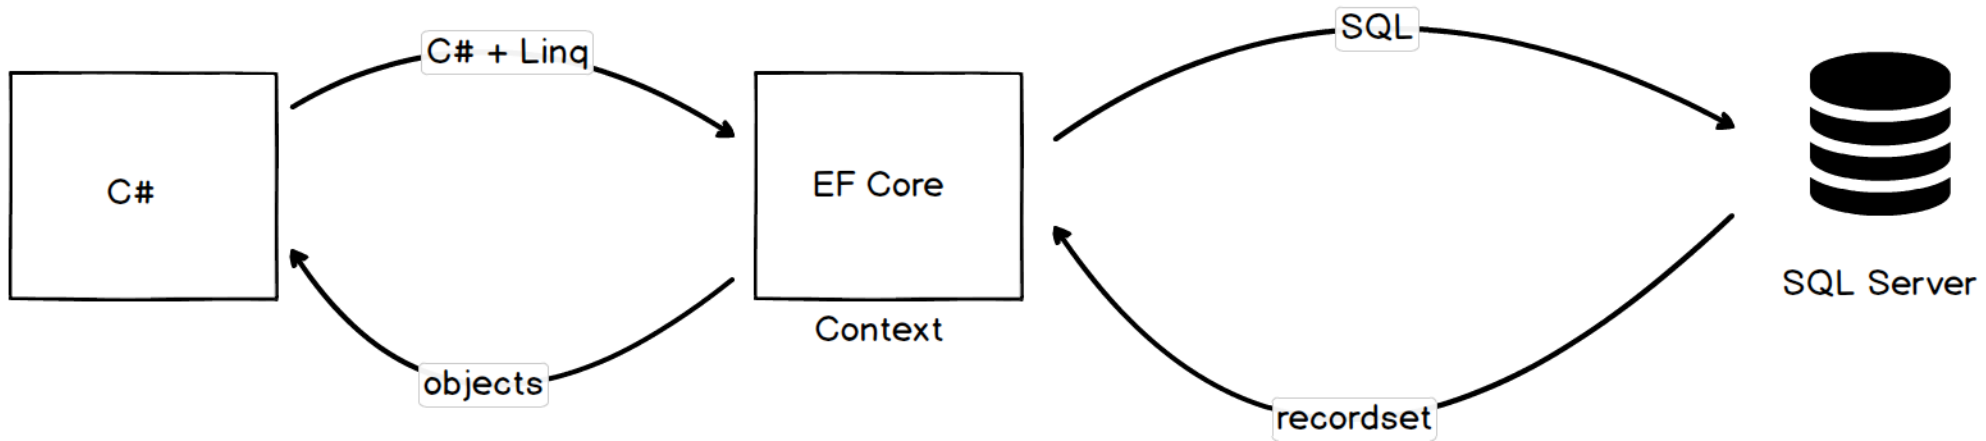 C# + Linq
SQL
C#
EF Core
SQL Server
Context
objects
recordset